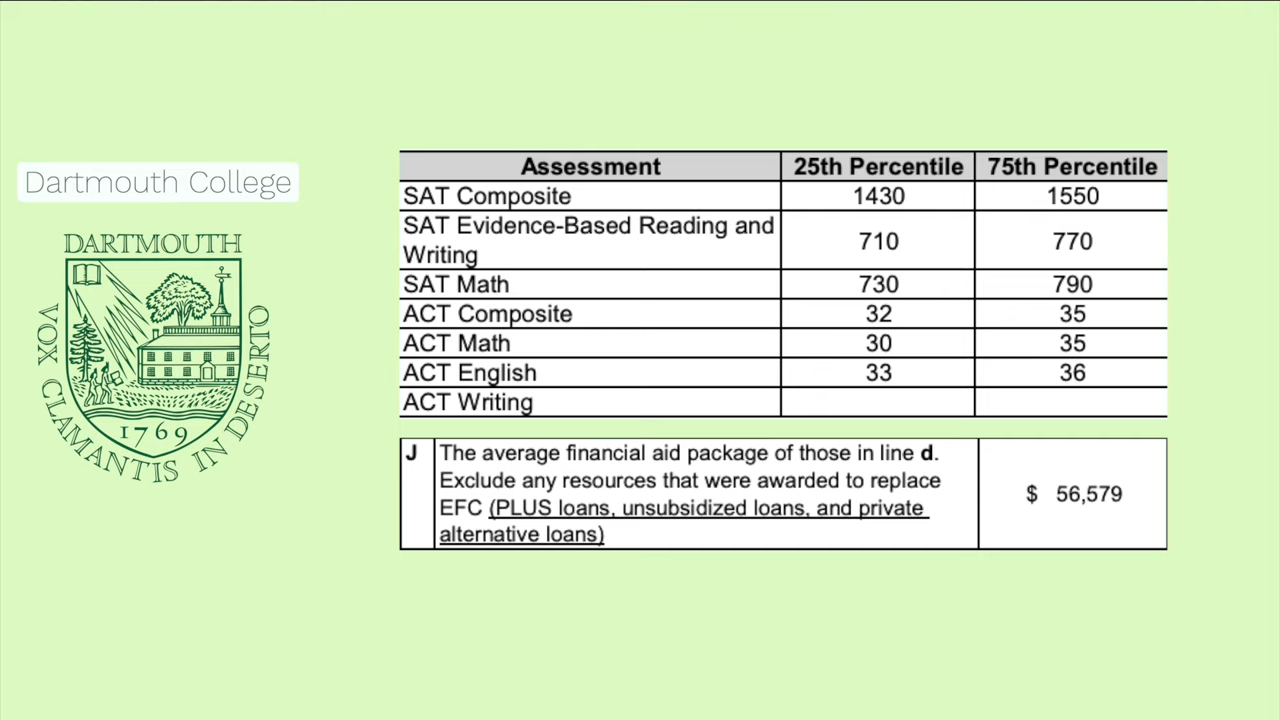 Dartmouth College
DARTMOUTH
VOX CLAMANTIS IN DESERTO
1769
Assessment 25th Percentile 75th Percentile
SAT Composite 1430 1550
SAT Evidence-Based Reading and
Writing 710 770
SAT Math 730 790
ACT Composite 32 35
ACT Math 30 35
ACT English 33 36
ACT Writing
J The average financial aid package of those in line d.
Exclude any resources that were awarded to replace
EFC (PLUS loans, unsubsidized loans, and private
alternative loans)
$ 56,579